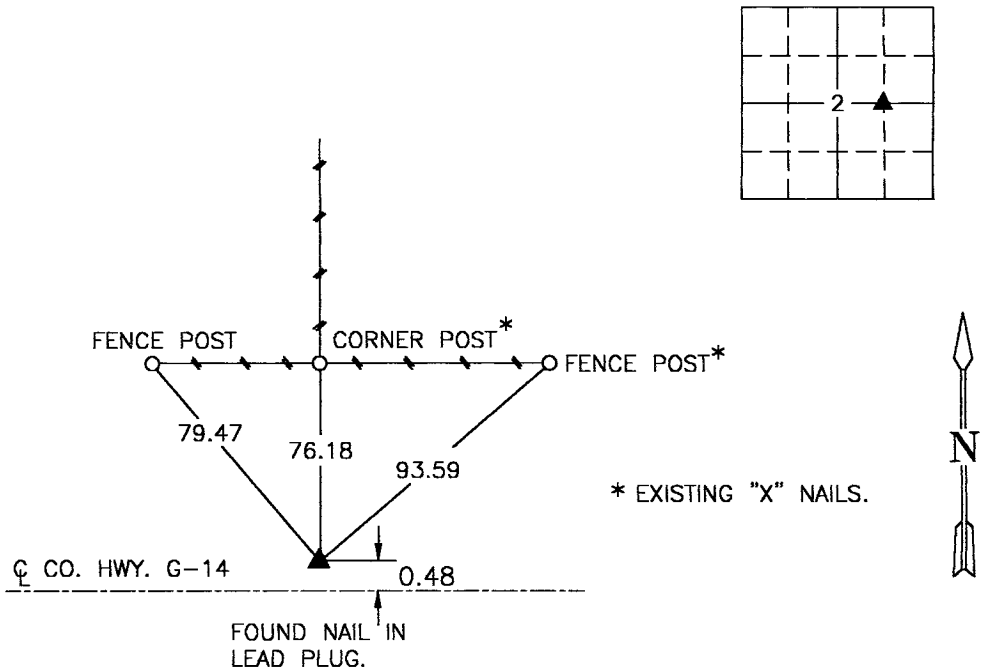 2
FENCE POST
CORNER POST*
FENCE POST*
79.47
76.18
93.59
N
* EXISTING "X" NAILS.
℄ CO. HWY. G-14
0.48
FOUND NAIL IN
LEAD PLUG.